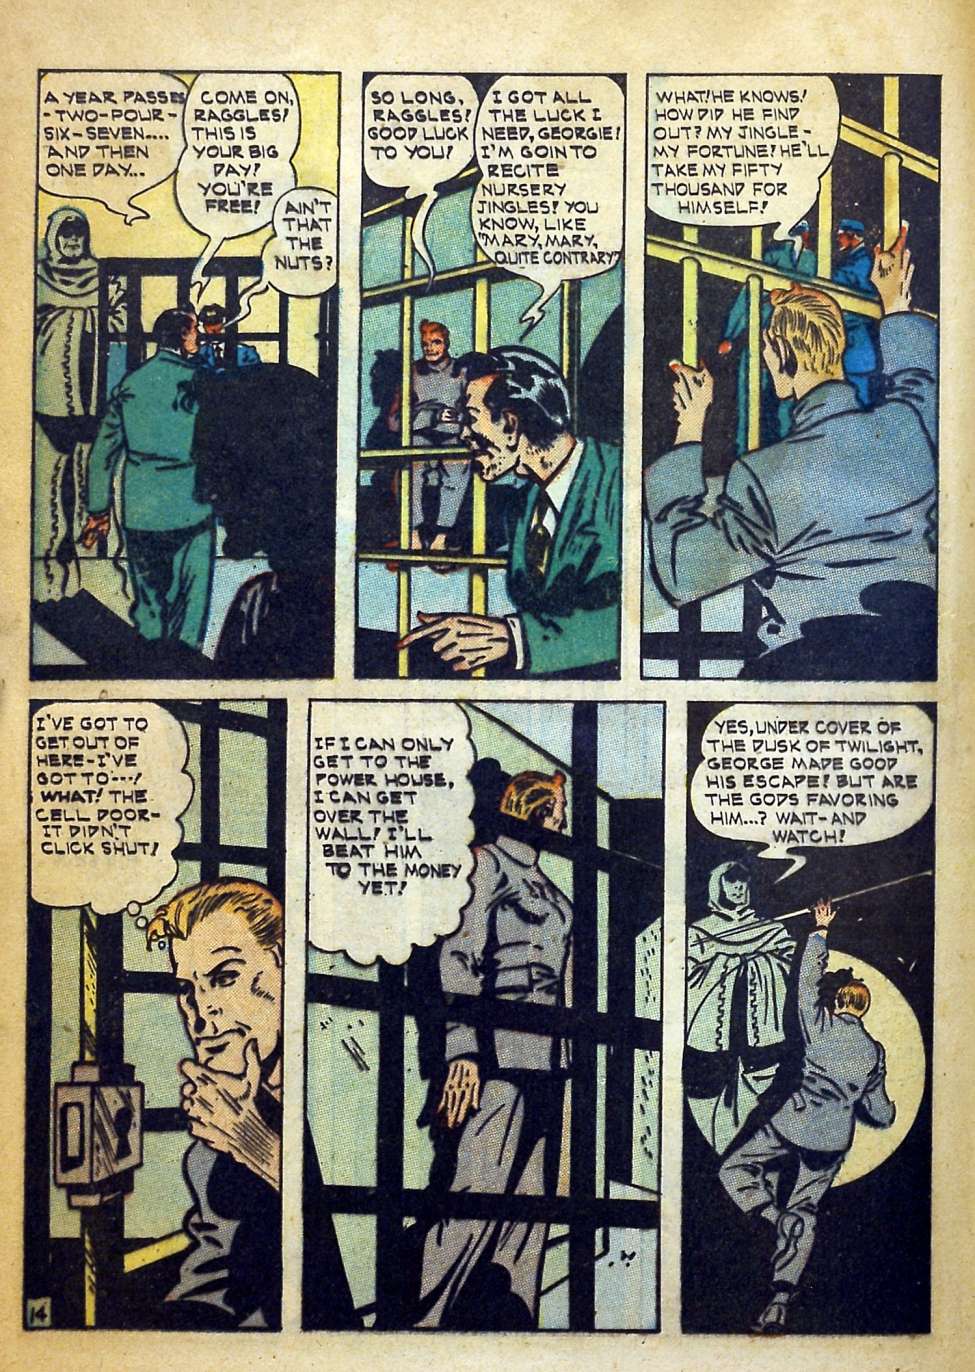 A YEAR PASSES
-TWO-FOUR-
SIX-SEVEN....
AND THEN
ONE DAY...
COME ON,
RAGGLES!
THIS IS
YOUR BIG
DAY!
YOU'RE
FREE!
AIN'T
THAT
THE
NUTS?
SO LONG,
RAGGLES!
GOOD LUCK
TO YOU!
I GOT ALL
THE LUCK I
NEED, GEORGIE!
I'M GOIN TO
RECITE
NURSERY
JINGLES! YOU
KNOW, LIKE
"MARY, MARY,
QUITE CONTRARY"
WHAT! HE KNOWS!
HOW DID HE FIND
OUT? MY JINGLE-
MY FORTUNE! HE'LL
TAKE MY FIFTY
THOUSAND FOR
HIMSELF!
I'VE GOT TO
GET OUT OF
HERE-I'VE
GOT TO---!
WHAT! THE
CELL DOOR-
IT DIDN'T
CLICK SHUT!
IF I CAN ONLY
GET TO THE
POWER HOUSE,
I CAN GET
OVER THE
WALL! I'LL
BEAT HIM
TO THE MONEY
YET!
YES, UNDER COVER OF
THE DUSK OF TWILIGHT,
GEORGE MADE GOOD
HIS ESCAPE! BUT ARE
THE GODS FAVORING
HIM...? WAIT-AND
WATCH!
14